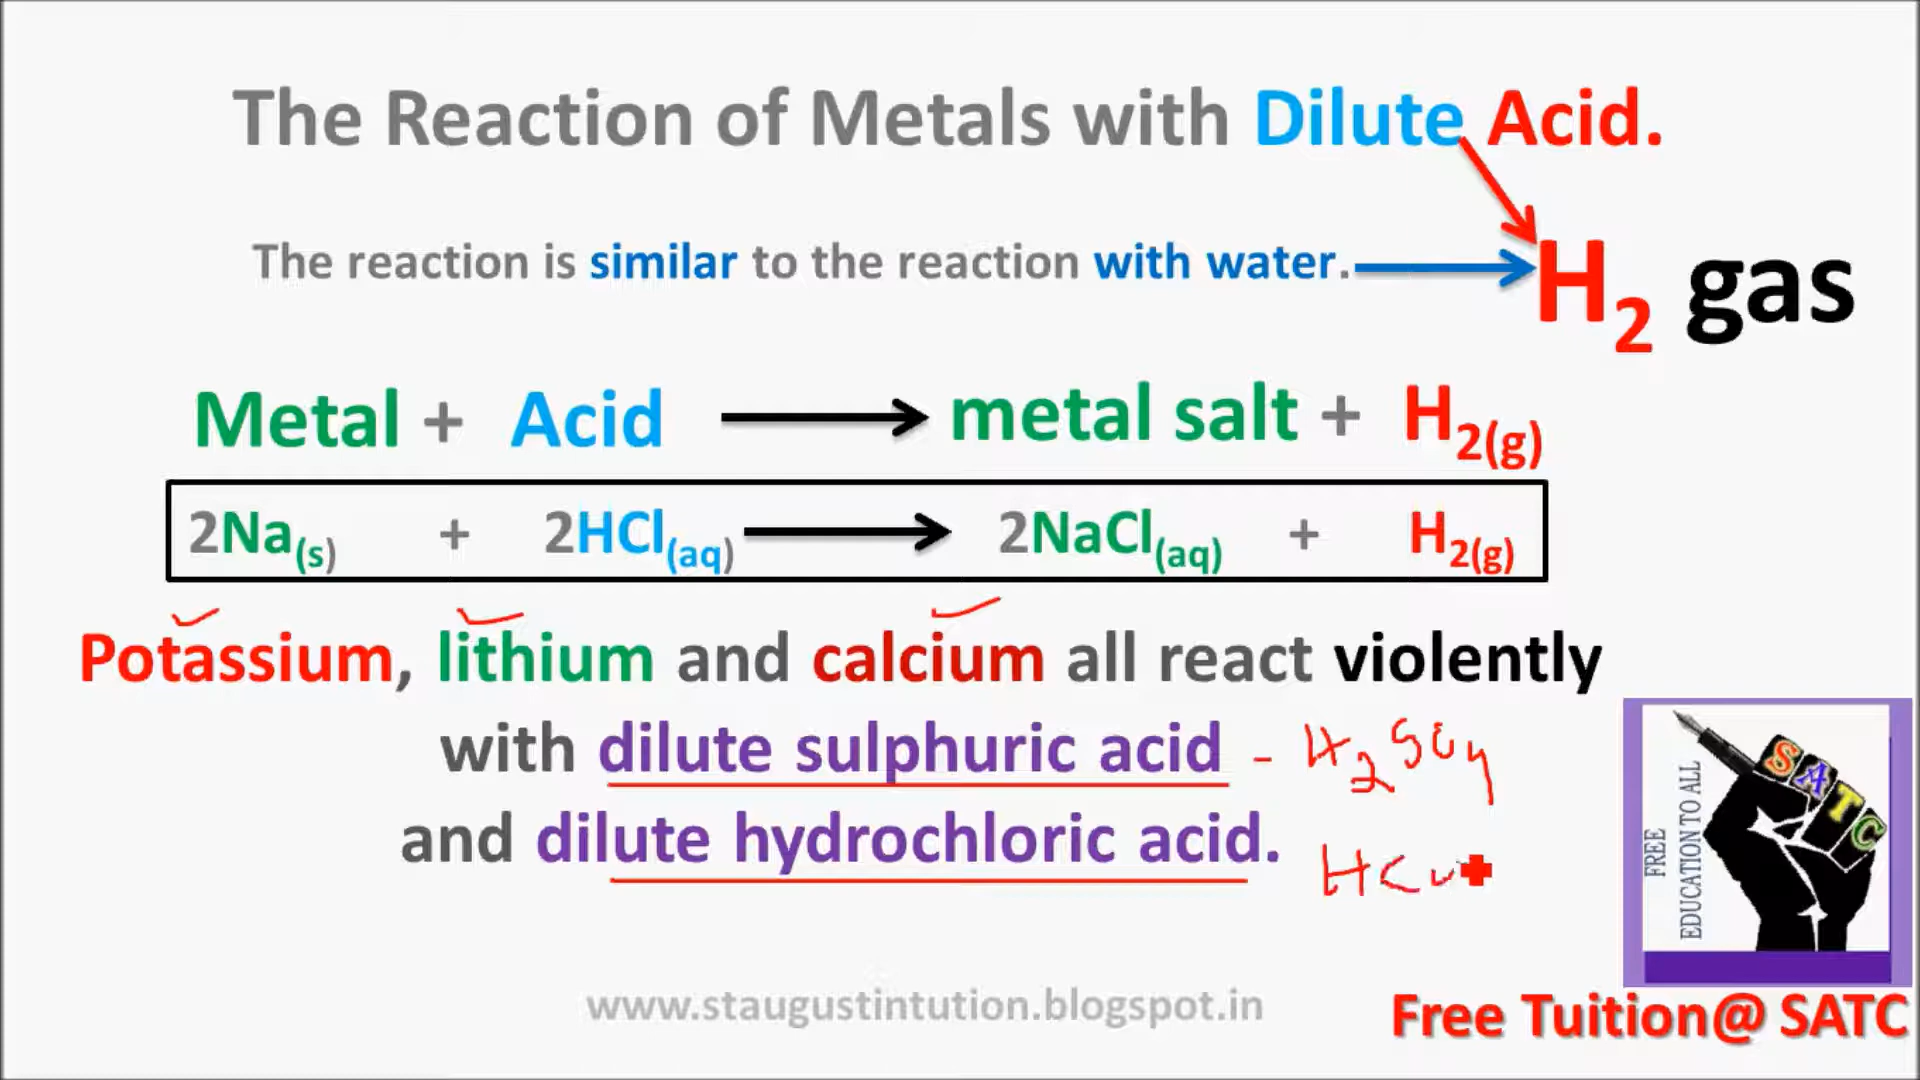 The Reaction of Metals with Dilute Acid.
The reaction is similar to the reaction with water.
H₂ gas
Metal + Acid → metal salt + H₂(g)
2Na(s) + 2HCl(aq) → 2NaCl(aq) + H₂(g)
Potassium, lithium and calcium all react violently
with dilute sulphuric acid - H₂SO₄
and dilute hydrochloric acid.
FREE
EDUCATION TO ALL
SATC
www.staugustintution.blogspot.in
Free Tuition@ SATC